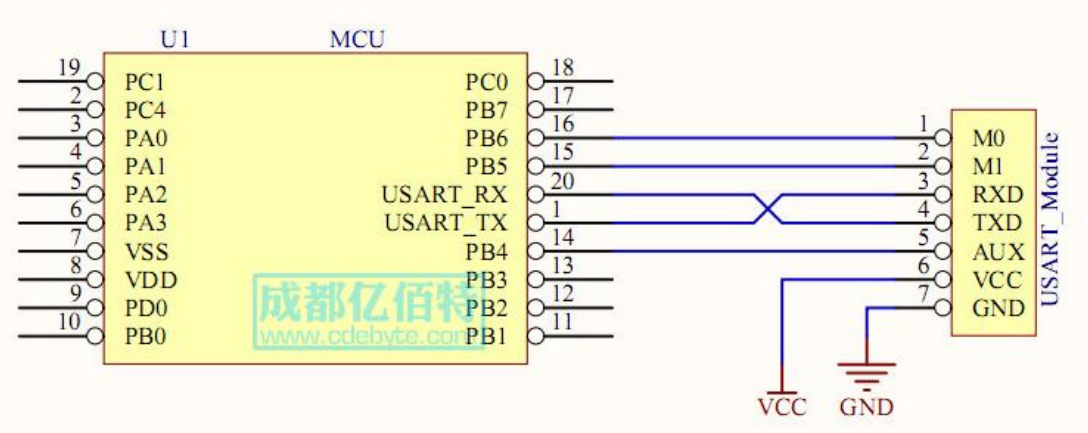 U1 MCU
19 PC1 PC0 18
2 PC4 PB7 17
3 PA0 PB6 16
4 PA1 PB5 15
5 PA2 USART_RX 20
6 PA3 USART_TX 1
7 VSS PB4 14
8 VDD PB3 13
9 PD0 PB2 12
10 PB0 PB1 11
成都亿佰特
www.cdebyte.com
1 M0
2 M1
3 RXD
4 TXD
5 AUX
6 VCC
7 GND
USART_Module
VCC
GND